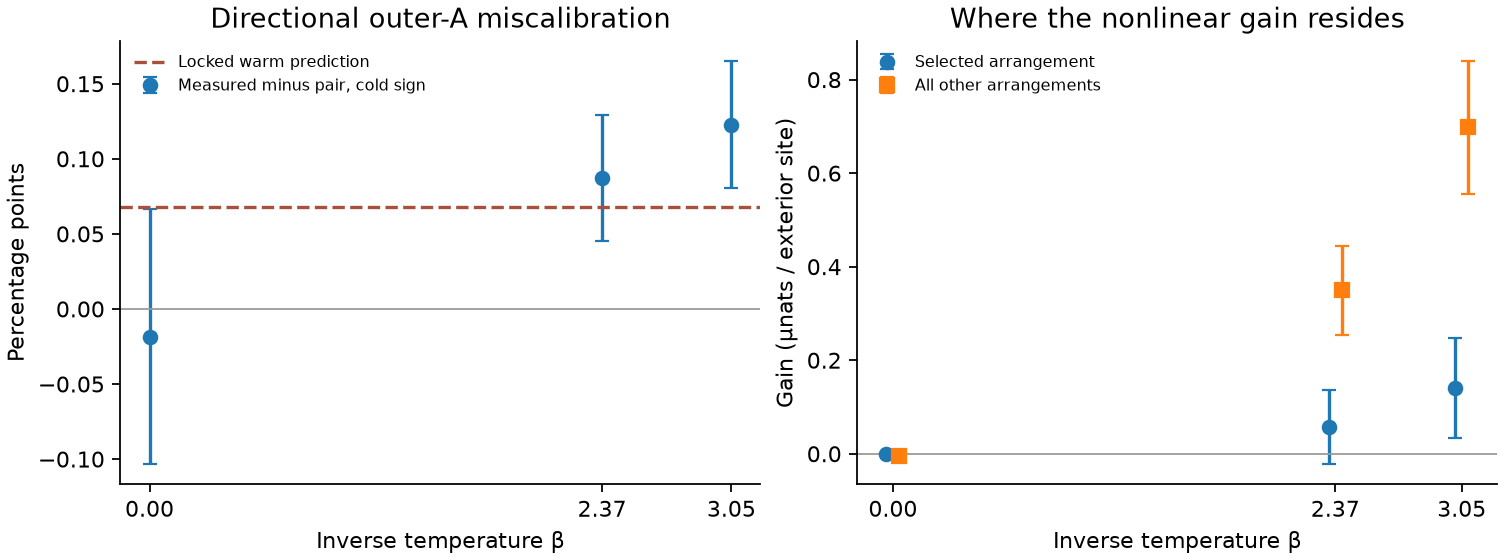 Directional outer-A miscalibration
Locked warm prediction
Measured minus pair, cold sign
Percentage points
0.15
0.10
0.05
0.00
−0.05
−0.10
0.00
2.37
3.05
Inverse temperature β
Where the nonlinear gain resides
Selected arrangement
All other arrangements
Gain (μnats / exterior site)
0.8
0.6
0.4
0.2
0.0
0.00
2.37
3.05
Inverse temperature β